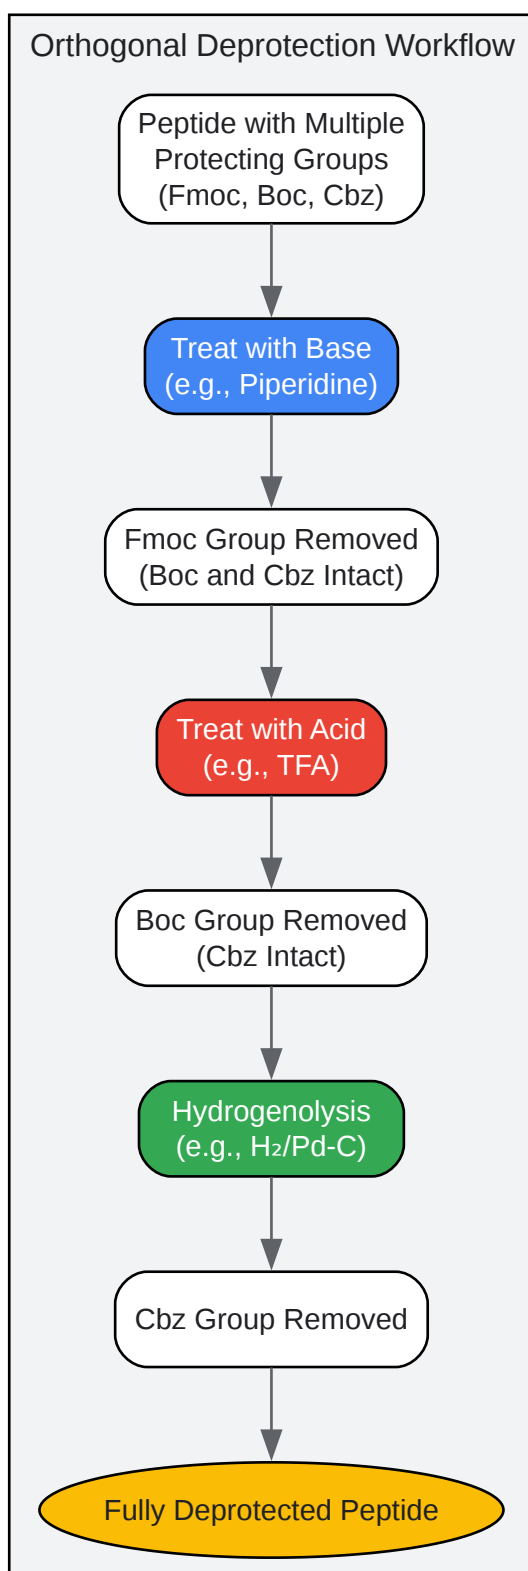 Orthogonal Deprotection Workflow
Peptide with Multiple
Protecting Groups
(Fmoc, Boc, Cbz)
Treat with Base
(e.g., Piperidine)
Fmoc Group Removed
(Boc and Cbz Intact)
Treat with Acid
(e.g., TFA)
Boc Group Removed
(Cbz Intact)
Hydrogenolysis
(e.g., H₂/Pd-C)
Cbz Group Removed
Fully Deprotected Peptide